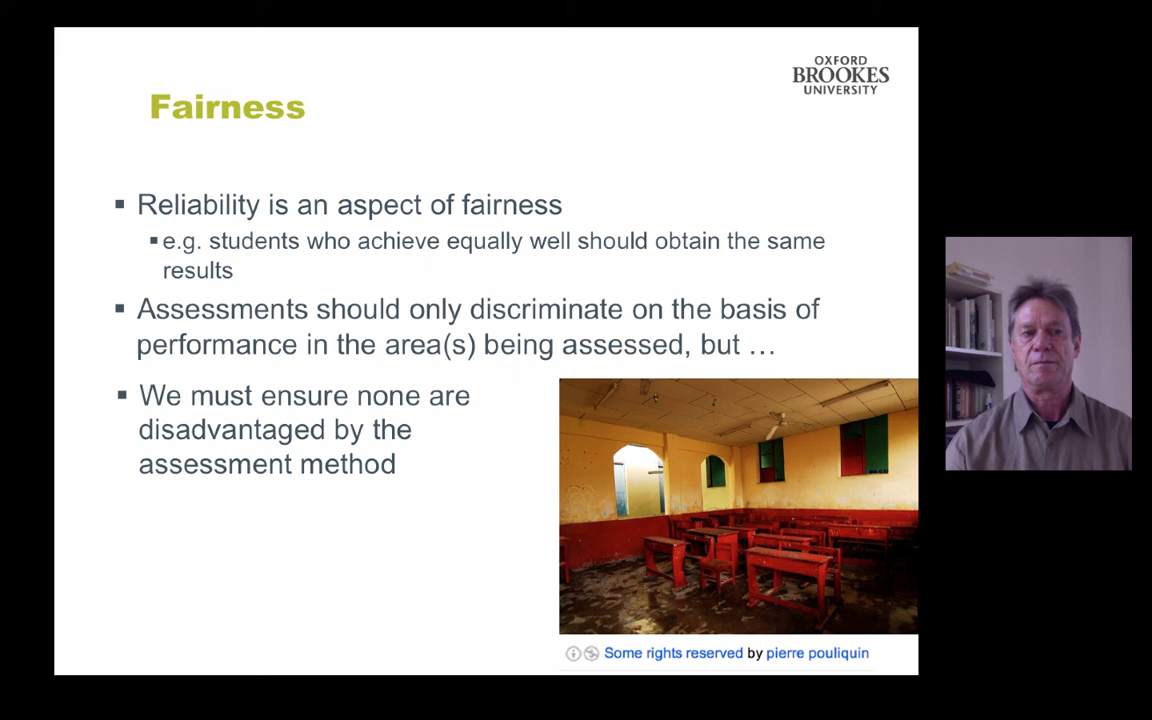 OXFORD
BROOKES
UNIVERSITY
Fairness
▪ Reliability is an aspect of fairness
▪ e.g. students who achieve equally well should obtain the same
results
▪ Assessments should only discriminate on the basis of
performance in the area(s) being assessed, but …
▪ We must ensure none are
disadvantaged by the
assessment method
Some rights reserved by pierre pouliquin